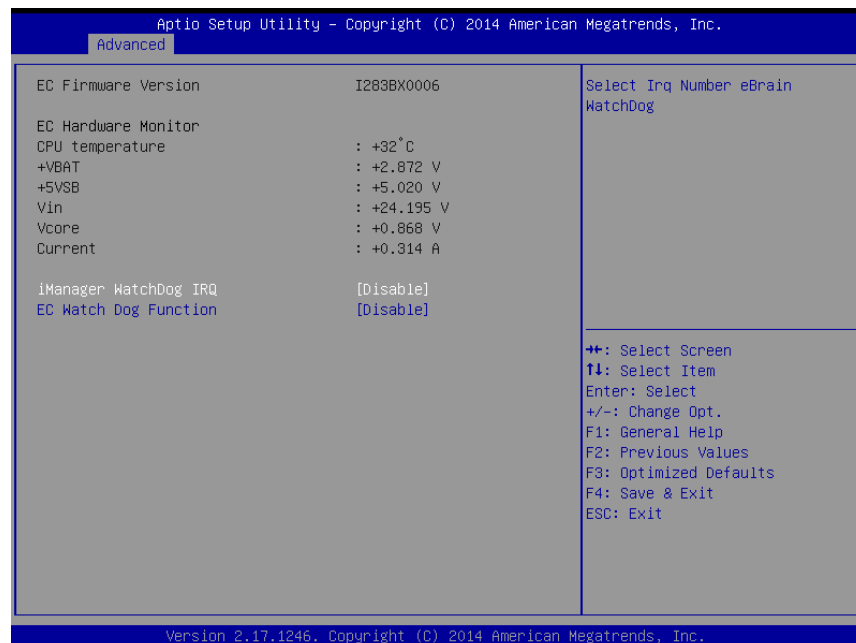 Aptio Setup Utility – Copyright (C) 2014 American Megatrends, Inc.
Advanced
EC Firmware Version I283BX0006
EC Hardware Monitor
CPU temperature : +32°C
+VBAT : +2.872 V
+5VSB : +5.020 V
Vin : +24.195 V
Vcore : +0.868 V
Current : +0.314 A
iManager WatchDog IRQ [Disable]
EC Watch Dog Function [Disable]
Select Irq Number eBrain
WatchDog
→←: Select Screen
↑↓: Select Item
Enter: Select
+/-: Change Opt.
F1: General Help
F2: Previous Values
F3: Optimized Defaults
F4: Save & Exit
ESC: Exit
Version 2.17.1246. Copyright (C) 2014 American Megatrends, Inc.